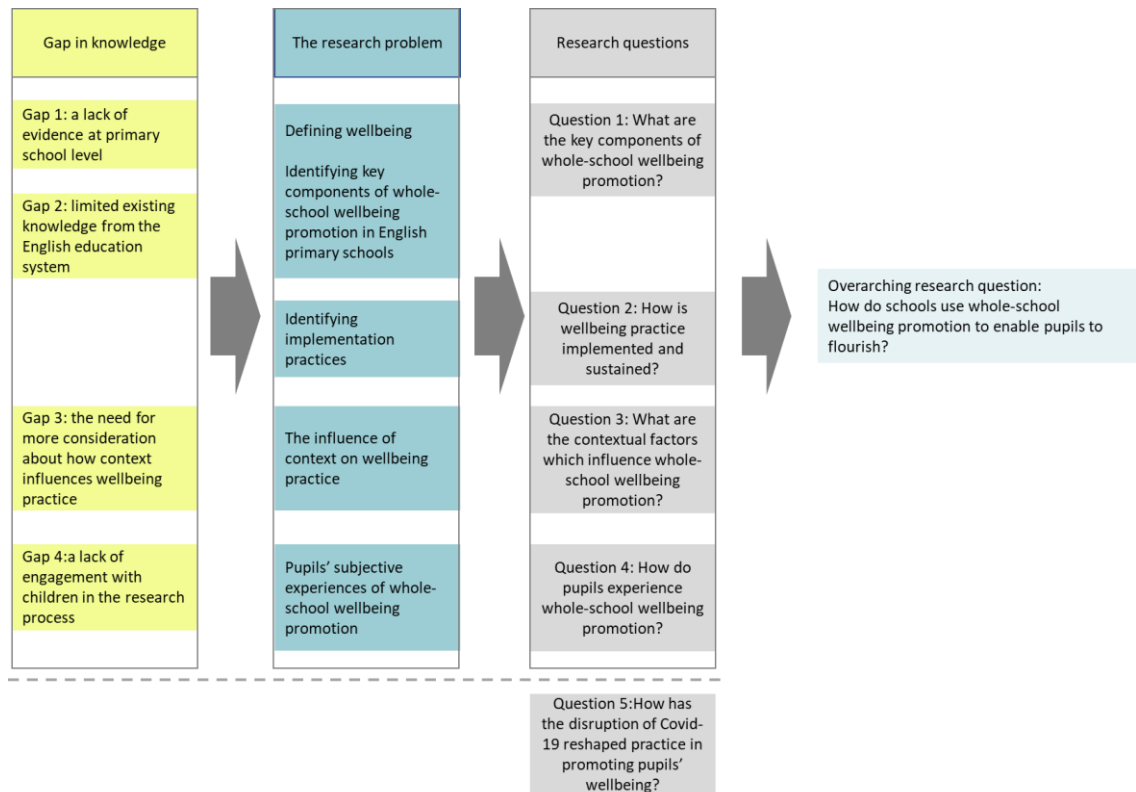 Gap in knowledge
Gap 1: a lack of
evidence at primary
school level
Gap 2: limited existing
knowledge from the
English education
system
Gap 3: the need for
more consideration
about how context
influences wellbeing
practice
Gap 4:a lack of
engagement with
children in the research
process
The research problem
Defining wellbeing
Identifying key
components of whole-
school wellbeing
promotion in English
primary schools
Identifying
implementation
practices
The influence of
context on wellbeing
practice
Pupils’ subjective
experiences of whole-
school wellbeing
promotion
Research questions
Question 1: What are
the key components of
whole-school wellbeing
promotion?
Question 2: How is
wellbeing practice
implemented and
sustained?
Question 3: What are
the contextual factors
which influence whole-
school wellbeing
promotion?
Question 4: How do
pupils experience
whole-school wellbeing
promotion?
Question 5:How has
the disruption of Covid-
19 reshaped practice in
promoting pupils’
wellbeing?
Overarching research question:
How do schools use whole-school
wellbeing promotion to enable pupils to
flourish?